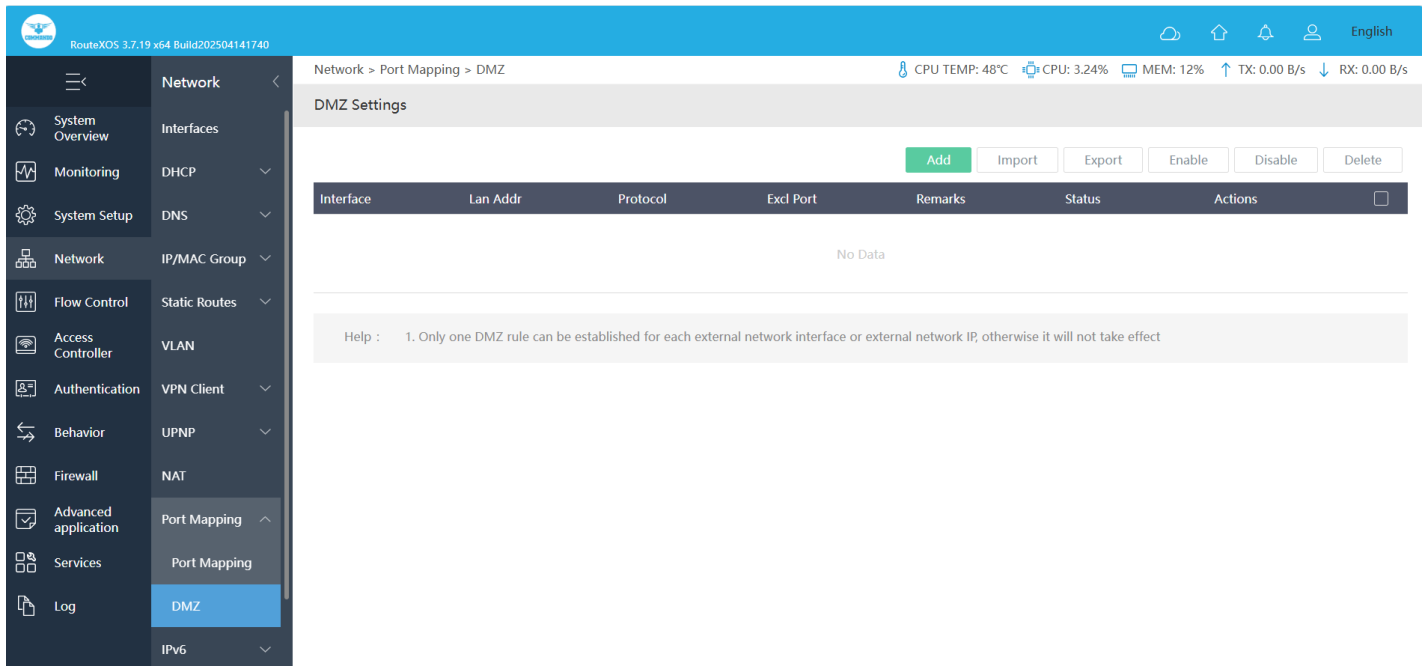 COMMANDO
RouteXOS 3.7.19 x64 Build202504141740
English
Network
Network > Port Mapping > DMZ
CPU TEMP: 48°C
CPU: 3.24%
MEM: 12%
TX: 0.00 B/s
RX: 0.00 B/s
System
Overview
Monitoring
System Setup
Network
Flow Control
Access
Controller
Authentication
Behavior
Firewall
Advanced
application
Services
Log
Interfaces
DHCP
DNS
IP/MAC Group
Static Routes
VLAN
VPN Client
UPNP
NAT
Port Mapping
Port Mapping
DMZ
IPv6
DMZ Settings
Add Import Export Enable Disable Delete
Interface Lan Addr Protocol Excl Port Remarks Status Actions
No Data
Help : 1. Only one DMZ rule can be established for each external network interface or external network IP, otherwise it will not take effect